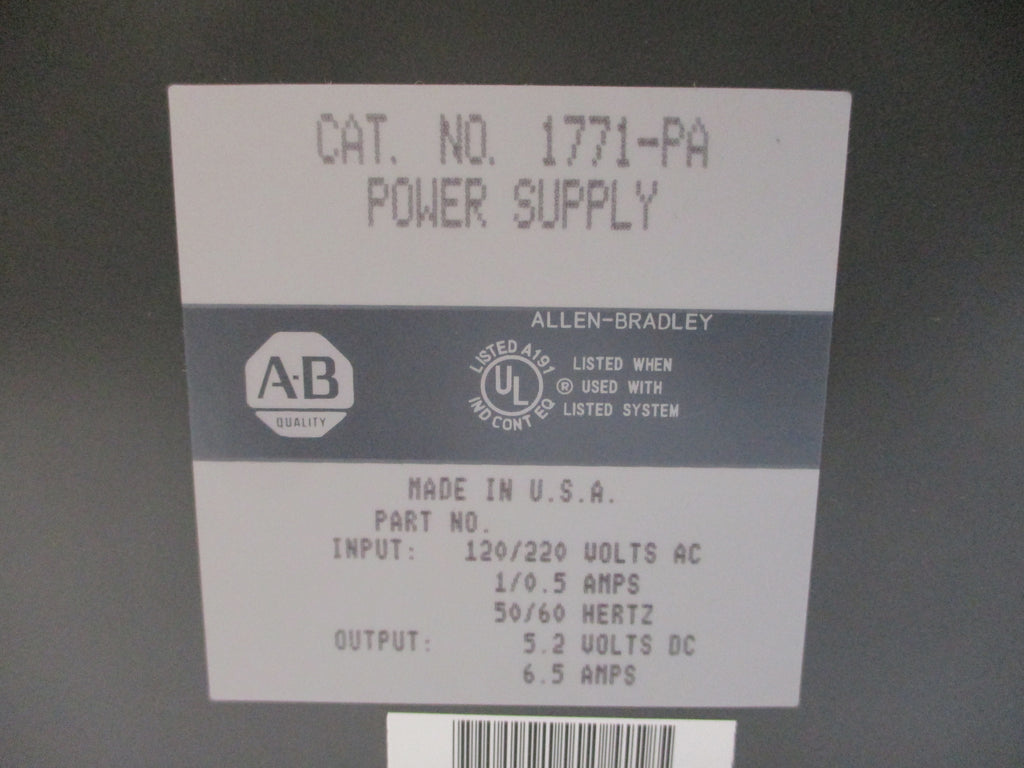 CAT. NO. 1771-PA
POWER SUPPLY
ALLEN-BRADLEY
A-B
QUALITY
LISTED A191
UL
IND CONT EQ
®
LISTED WHEN
USED WITH
LISTED SYSTEM
MADE IN U.S.A.
PART NO.
INPUT: 120/220 VOLTS AC
1/0.5 AMPS
50/60 HERTZ
OUTPUT: 5.2 VOLTS DC
6.5 AMPS